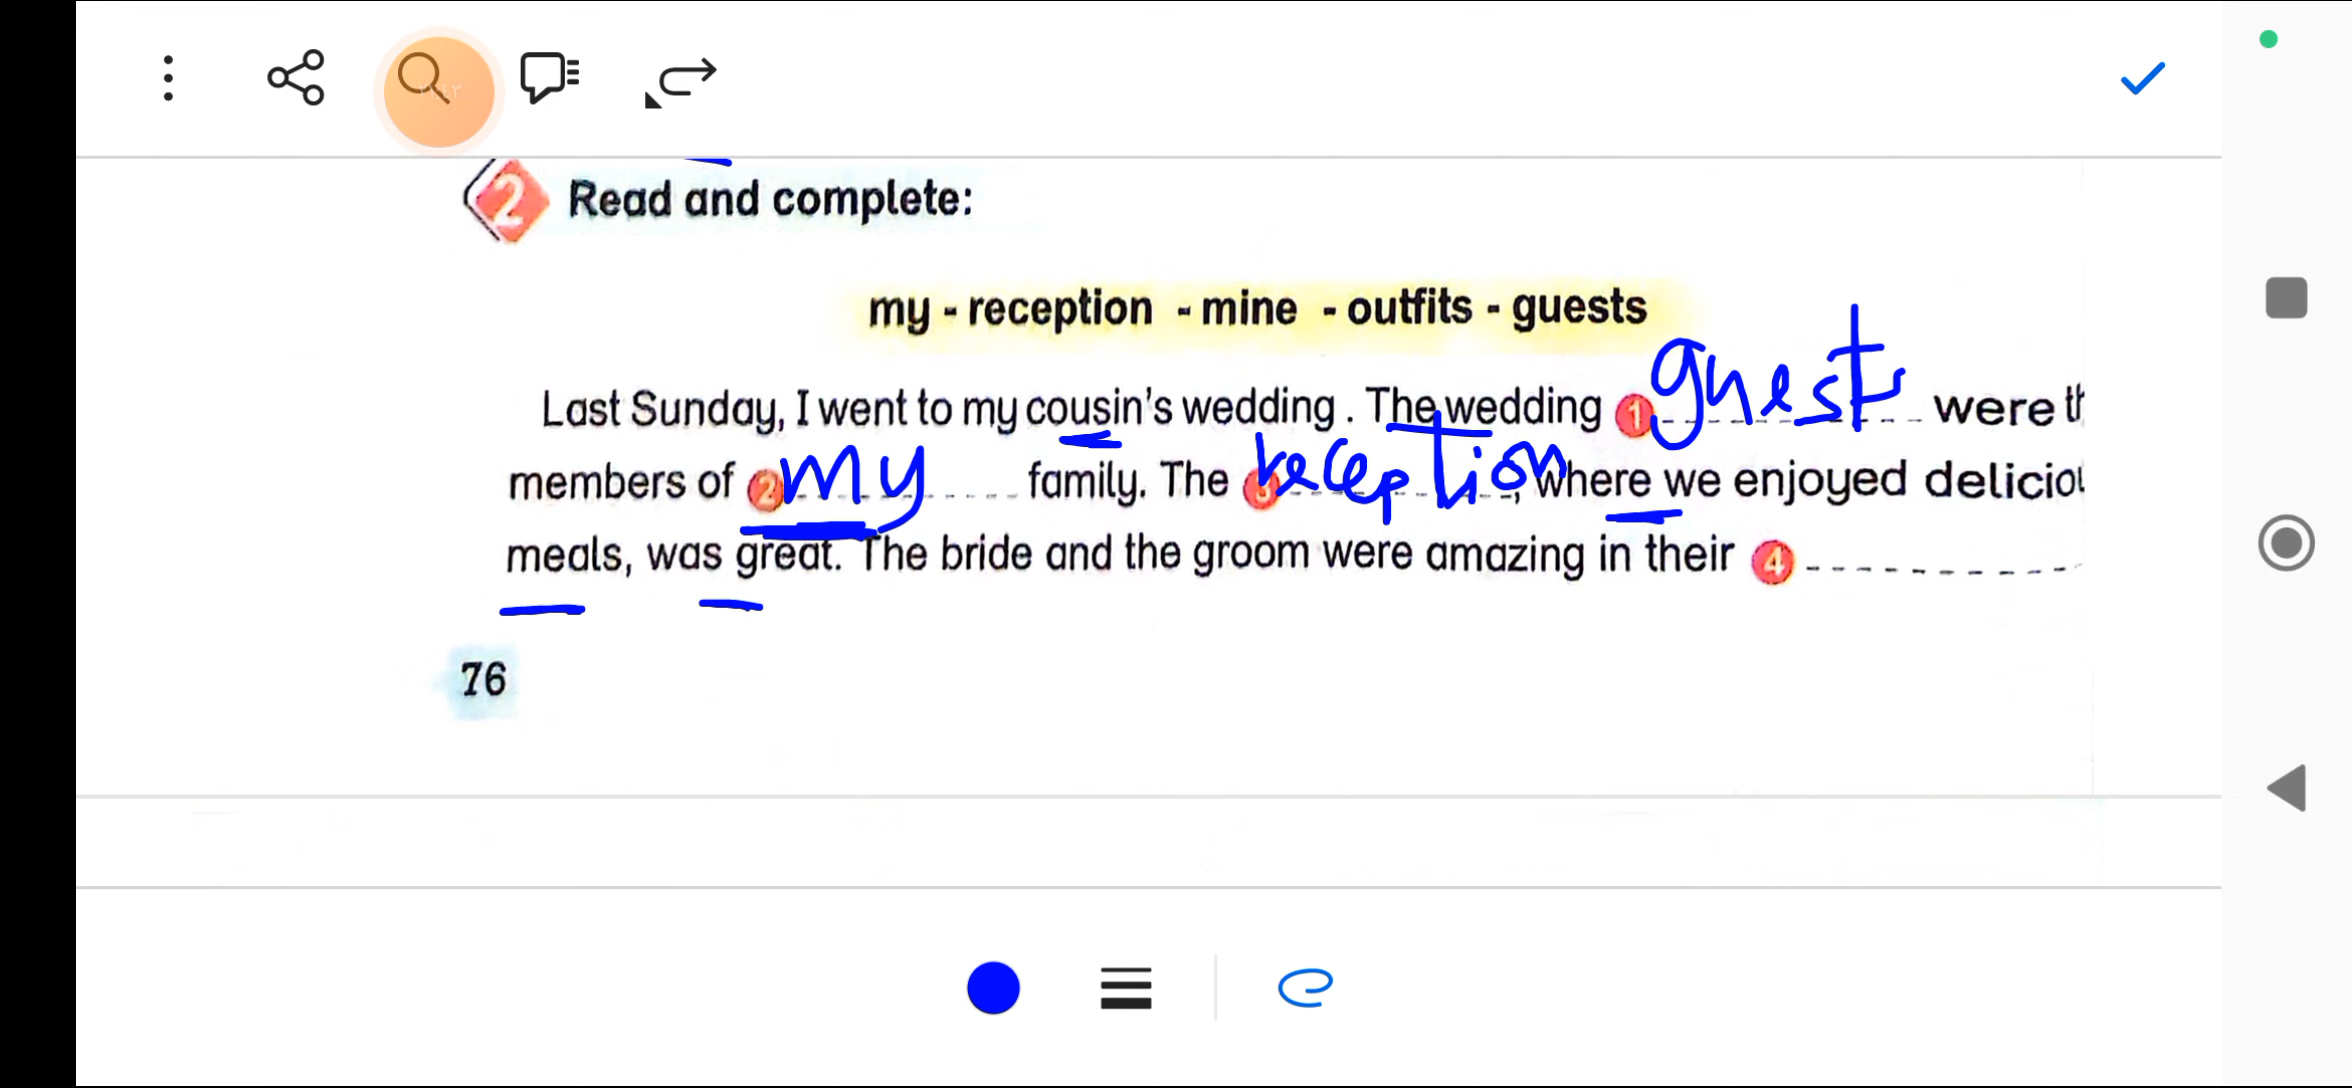 2 Read and complete:
my - reception - mine - outfits - guests
Last Sunday, I went to my cousin's wedding . The wedding 1 guests were th
members of 2 my family. The 3 reception, where we enjoyed deliciou
meals, was great. The bride and the groom were amazing in their 4
76